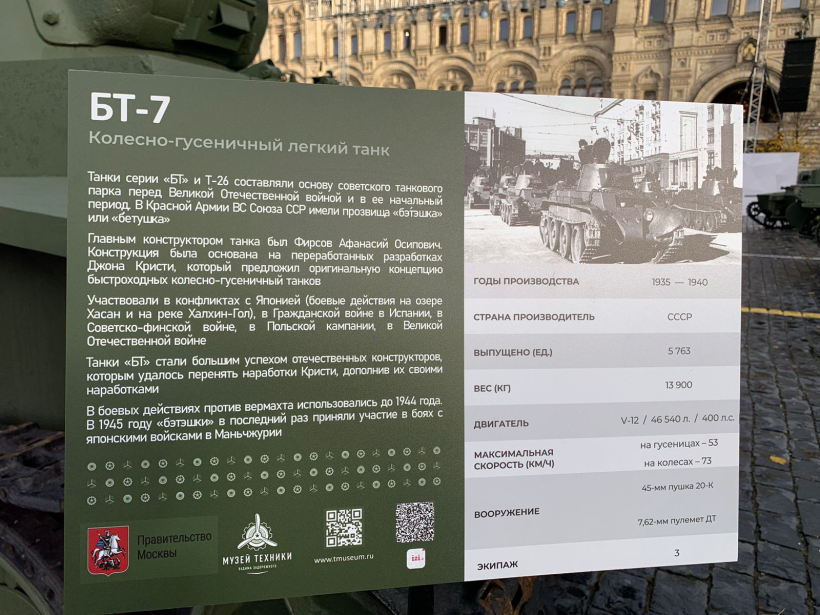 БТ-7
Колесно-гусеничный легкий танк
Танки серии «БТ» и Т-26 составляли основу советского танкового
парка перед Великой Отечественной войной и в ее начальный
период. В Красной Армии ВС Союза ССР имели прозвища «бэтэшка»
или «бетушка»
Главным конструктором танка был Фирсов Афанасий Осипович.
Конструкция была основана на переработанных разработках
Джона Кристи, который предложил оригинальную концепцию
быстроходных колесно-гусеничный танков
Участвовали в конфликтах с Японией (боевые действия на озере
Хасан и на реке Халхин-Гол), в Гражданской войне в Испании, в
Советско-финской войне, в Польской кампании, в Великой
Отечественной войне
Танки «БТ» стали большим успехом отечественных конструкторов,
которым удалось перенять наработки Кристи, дополнив их своими
наработками
В боевых действиях против вермахта использовались до 1944 года.
В 1945 году «бэтэшки» в последний раз приняли участие в боях с
японскими войсками в Маньчжурии
Правительство
Москвы
МУЗЕЙ ТЕХНИКИ
ВАДИМА ЗАДОРОЖНОГО
www.tmuseum.ru
izi.
ГОДЫ ПРОИЗВОДСТВА 1935 — 1940
СТРАНА ПРОИЗВОДИТЕЛЬ СССР
ВЫПУЩЕНО (ЕД.) 5 763
ВЕС (КГ) 13 900
ДВИГАТЕЛЬ V-12 / 46 540 л. / 400 л.с.
МАКСИМАЛЬНАЯ
СКОРОСТЬ (КМ/Ч)
на гусеницах – 53
на колесах – 73
ВООРУЖЕНИЕ
45-мм пушка 20-К
7,62-мм пулемет ДТ
ЭКИПАЖ 3